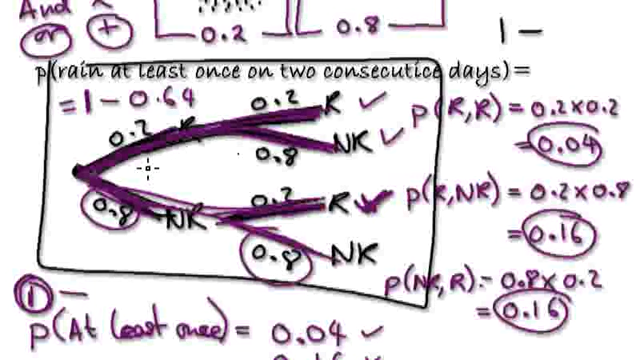 And ×
or +
0.2 0.8 1 –
p(rain at least once on two consecutice days) =
= 1 – 0.64
0.2 R ✓ 0.2 R ✓
0.8 NR ✓
0.8 NR 0.2 R ✓
0.8 NR
p(R,R) = 0.2 × 0.2
= 0.04
p(R,NR) = 0.2 × 0.8
= 0.16
p(NR,R) = 0.8 × 0.2
= 0.16
1 –
p(At least once) = 0.04 ✓